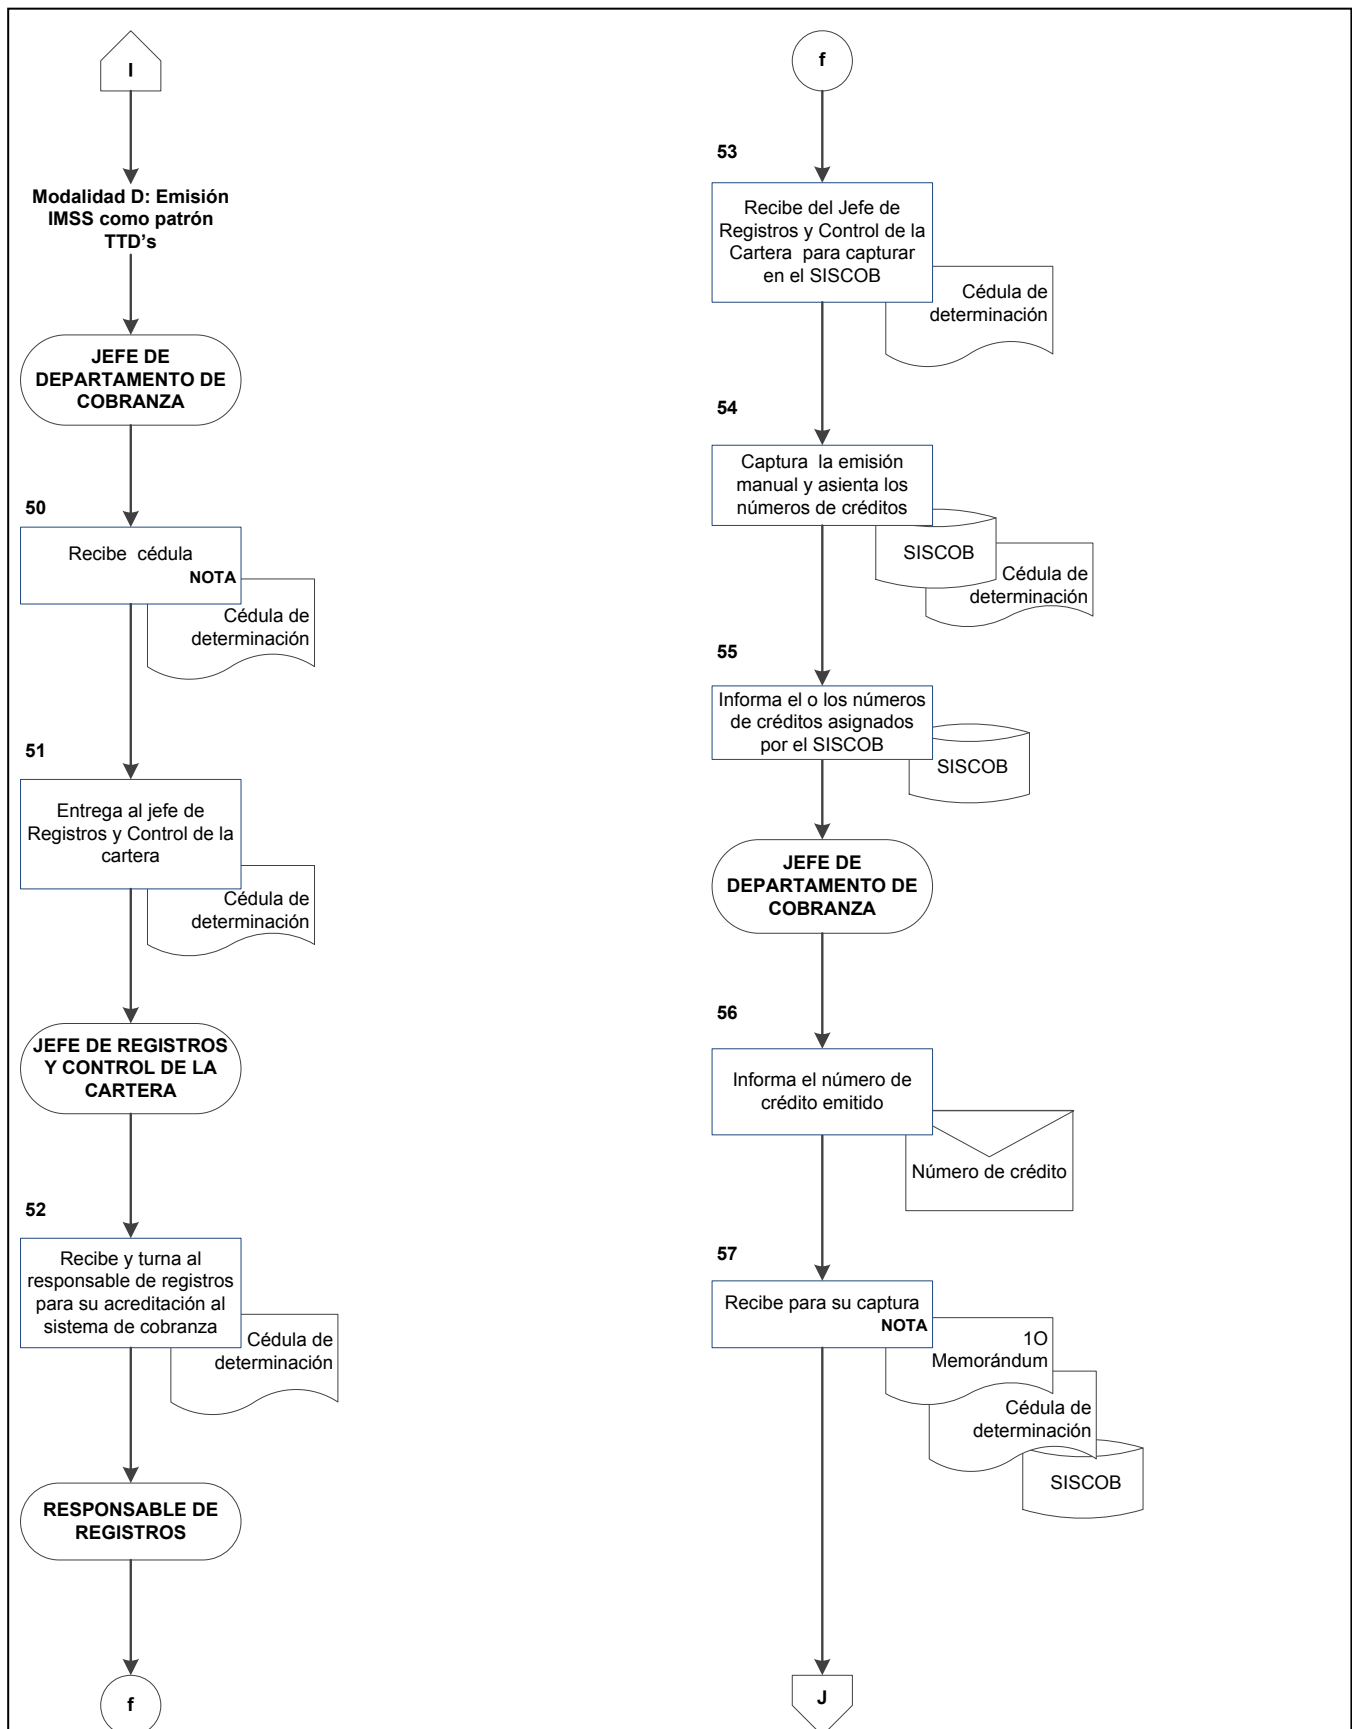 I
Modalidad D: Emisión
IMSS como patrón
TTD's
JEFE DE
DEPARTAMENTO DE
COBRANZA
50
Recibe cédula
NOTA
Cédula de
determinación
51
Entrega al jefe de
Registros y Control de la
cartera
Cédula de
determinación
JEFE DE REGISTROS
Y CONTROL DE LA
CARTERA
52
Recibe y turna al
responsable de registros
para su acreditación al
sistema de cobranza
Cédula de
determinación
RESPONSABLE DE
REGISTROS
f
f
53
Recibe del Jefe de
Registros y Control de la
Cartera para capturar
en el SISCOB
Cédula de
determinación
54
Captura la emisión
manual y asienta los
números de créditos
SISCOB
Cédula de
determinación
55
Informa el o los números
de créditos asignados
por el SISCOB
SISCOB
JEFE DE
DEPARTAMENTO DE
COBRANZA
56
Informa el número de
crédito emitido
Número de crédito
57
Recibe para su captura
NOTA
1O
Memorándum
Cédula de
determinación
SISCOB
J